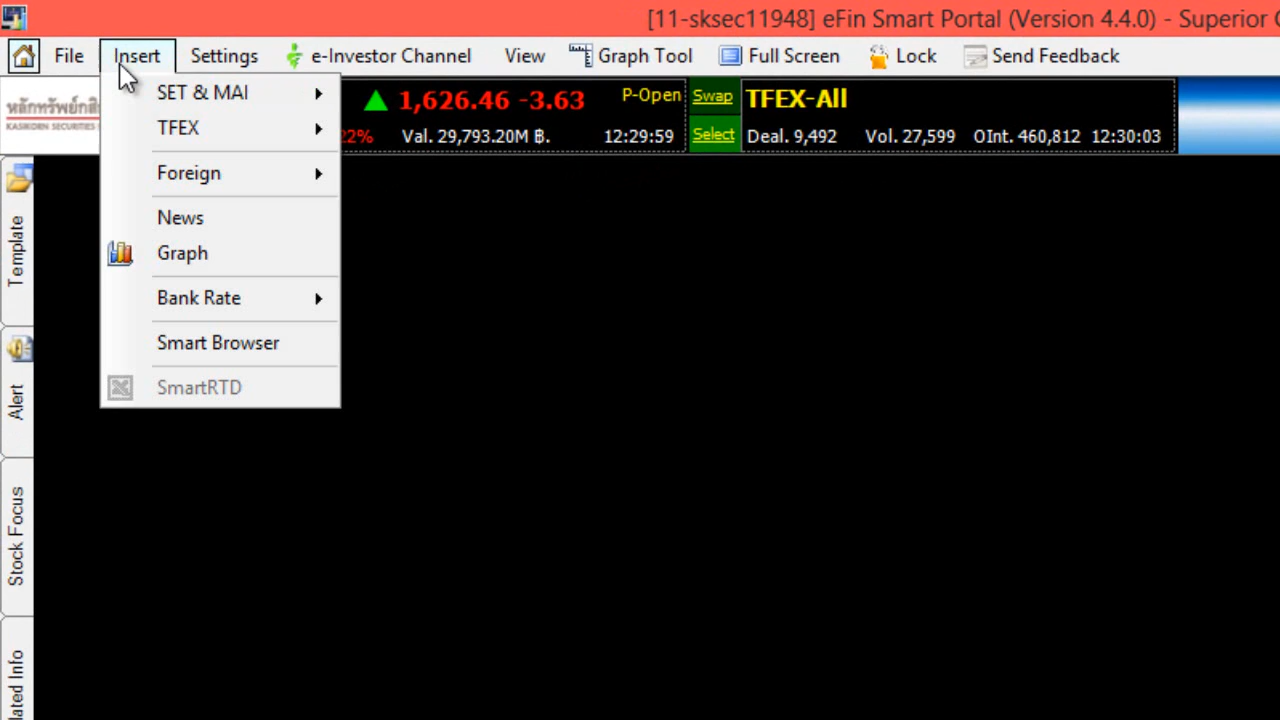 [11-sksec11948] eFin Smart Portal (Version 4.4.0) - Superior
File Insert Settings e-Investor Channel View Graph Tool Full Screen Lock Send Feedback
KASIKORN SECURITIES
22% 1,626.46 -3.63 P-Open
Val. 29,793.20M ฿. 12:29:59
Swap
Select
TFEX-All
Deal. 9,492 Vol. 27,599 OInt. 460,812 12:30:03
SET & MAI
TFEX
Foreign
News
Graph
Bank Rate
Smart Browser
SmartRTD
Template
Alert
Stock Focus